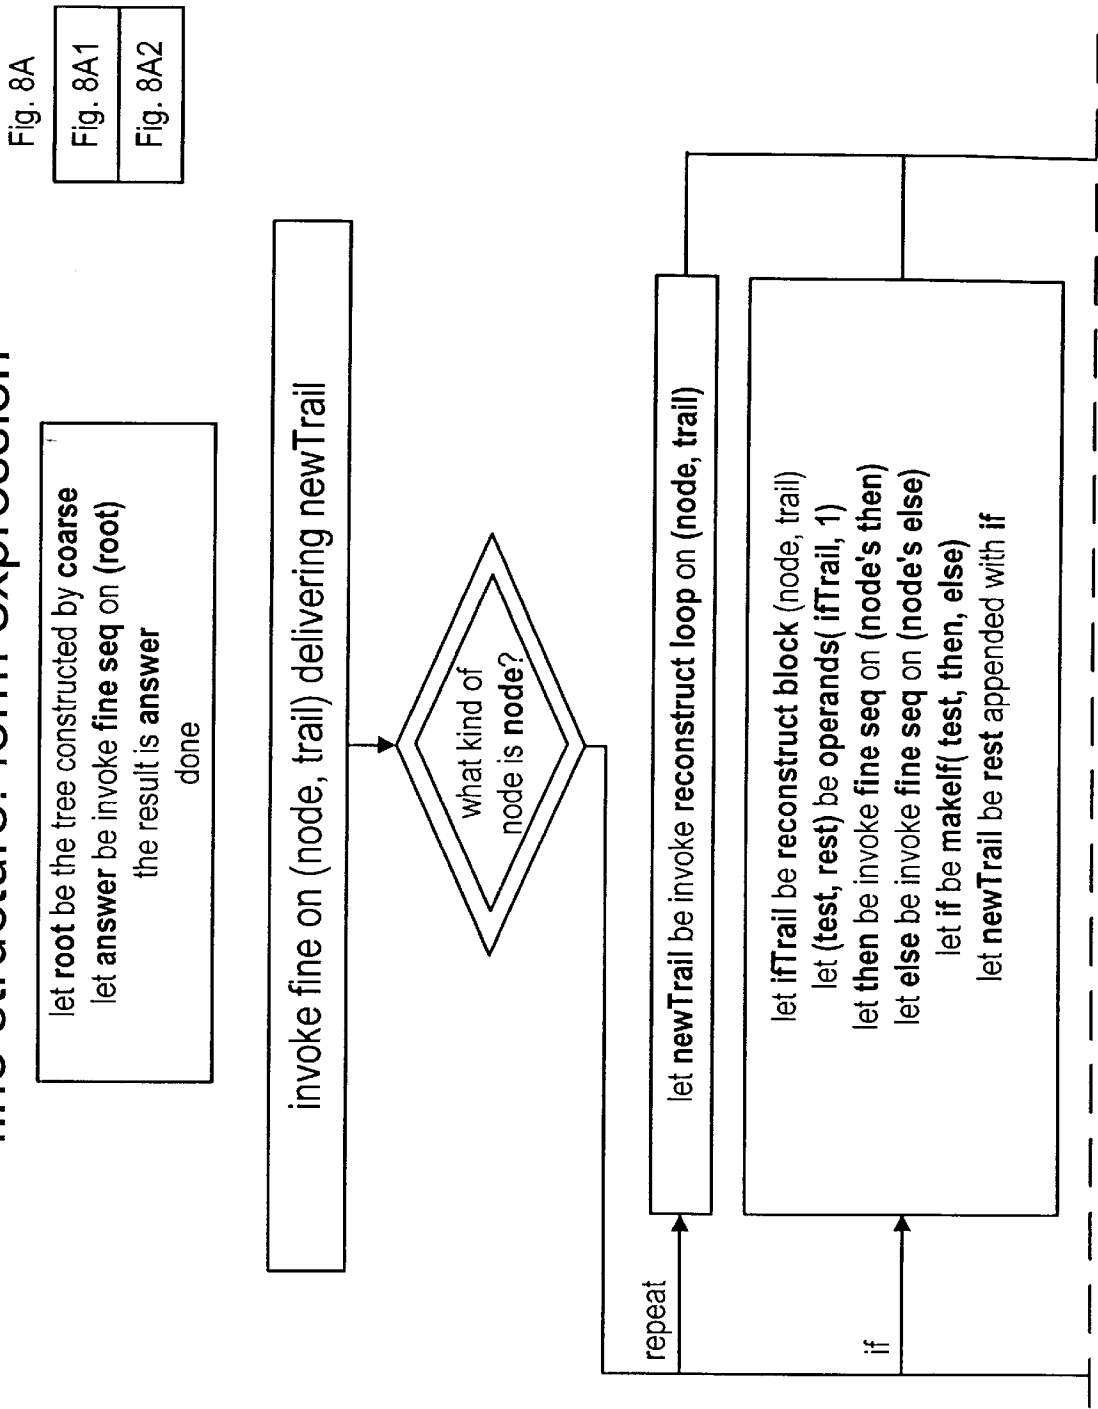 fine structure: form expression
Fig. 8A
Fig. 8A1
Fig. 8A2
let root be the tree constructed by coarse
let answer be invoke fine seq on (root)
the result is answer
done
invoke fine on (node, trail) delivering newTrail
what kind of
node is node?
repeat
let newTrail be invoke reconstruct loop on (node, trail)
if
let ifTrail be reconstruct block (node, trail)
let (test, rest) be operands( ifTrail, 1)
let then be invoke fine seq on (node's then)
let else be invoke fine seq on (node's else)
let if be makeIf( test, then, else)
let newTrail be rest appended with if